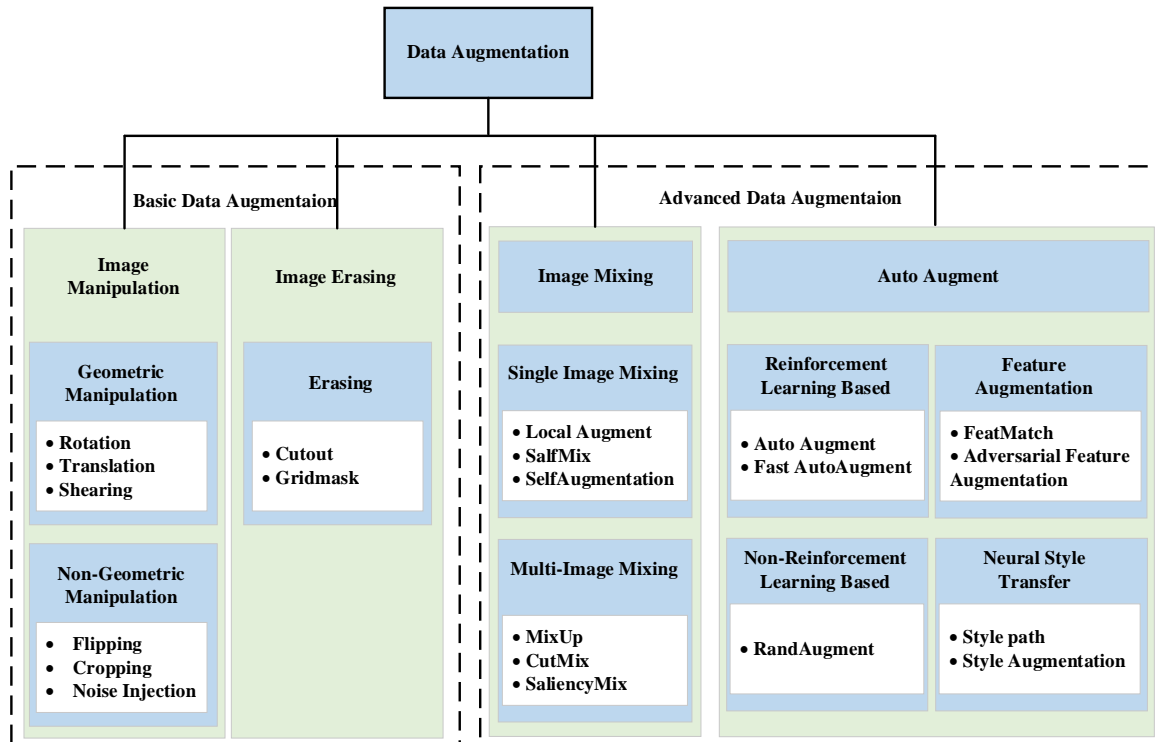 Data Augmentation
Basic Data Augmentaion
Advanced Data Augmentaion
Image
Manipulation
Geometric
Manipulation
• Rotation
• Translation
• Shearing
Non-Geometric
Manipulation
• Flipping
• Cropping
• Noise Injection
Image Erasing
Erasing
• Cutout
• Gridmask
Image Mixing
Single Image Mixing
• Local Augment
• SalfMix
• SelfAugmentation
Multi-Image Mixing
• MixUp
• CutMix
• SaliencyMix
Auto Augment
Reinforcement
Learning Based
• Auto Augment
• Fast AutoAugment
Feature
Augmentation
• FeatMatch
• Adversarial Feature
Augmentation
Non-Reinforcement
Learning Based
• RandAugment
Neural Style
Transfer
• Style path
• Style Augmentation